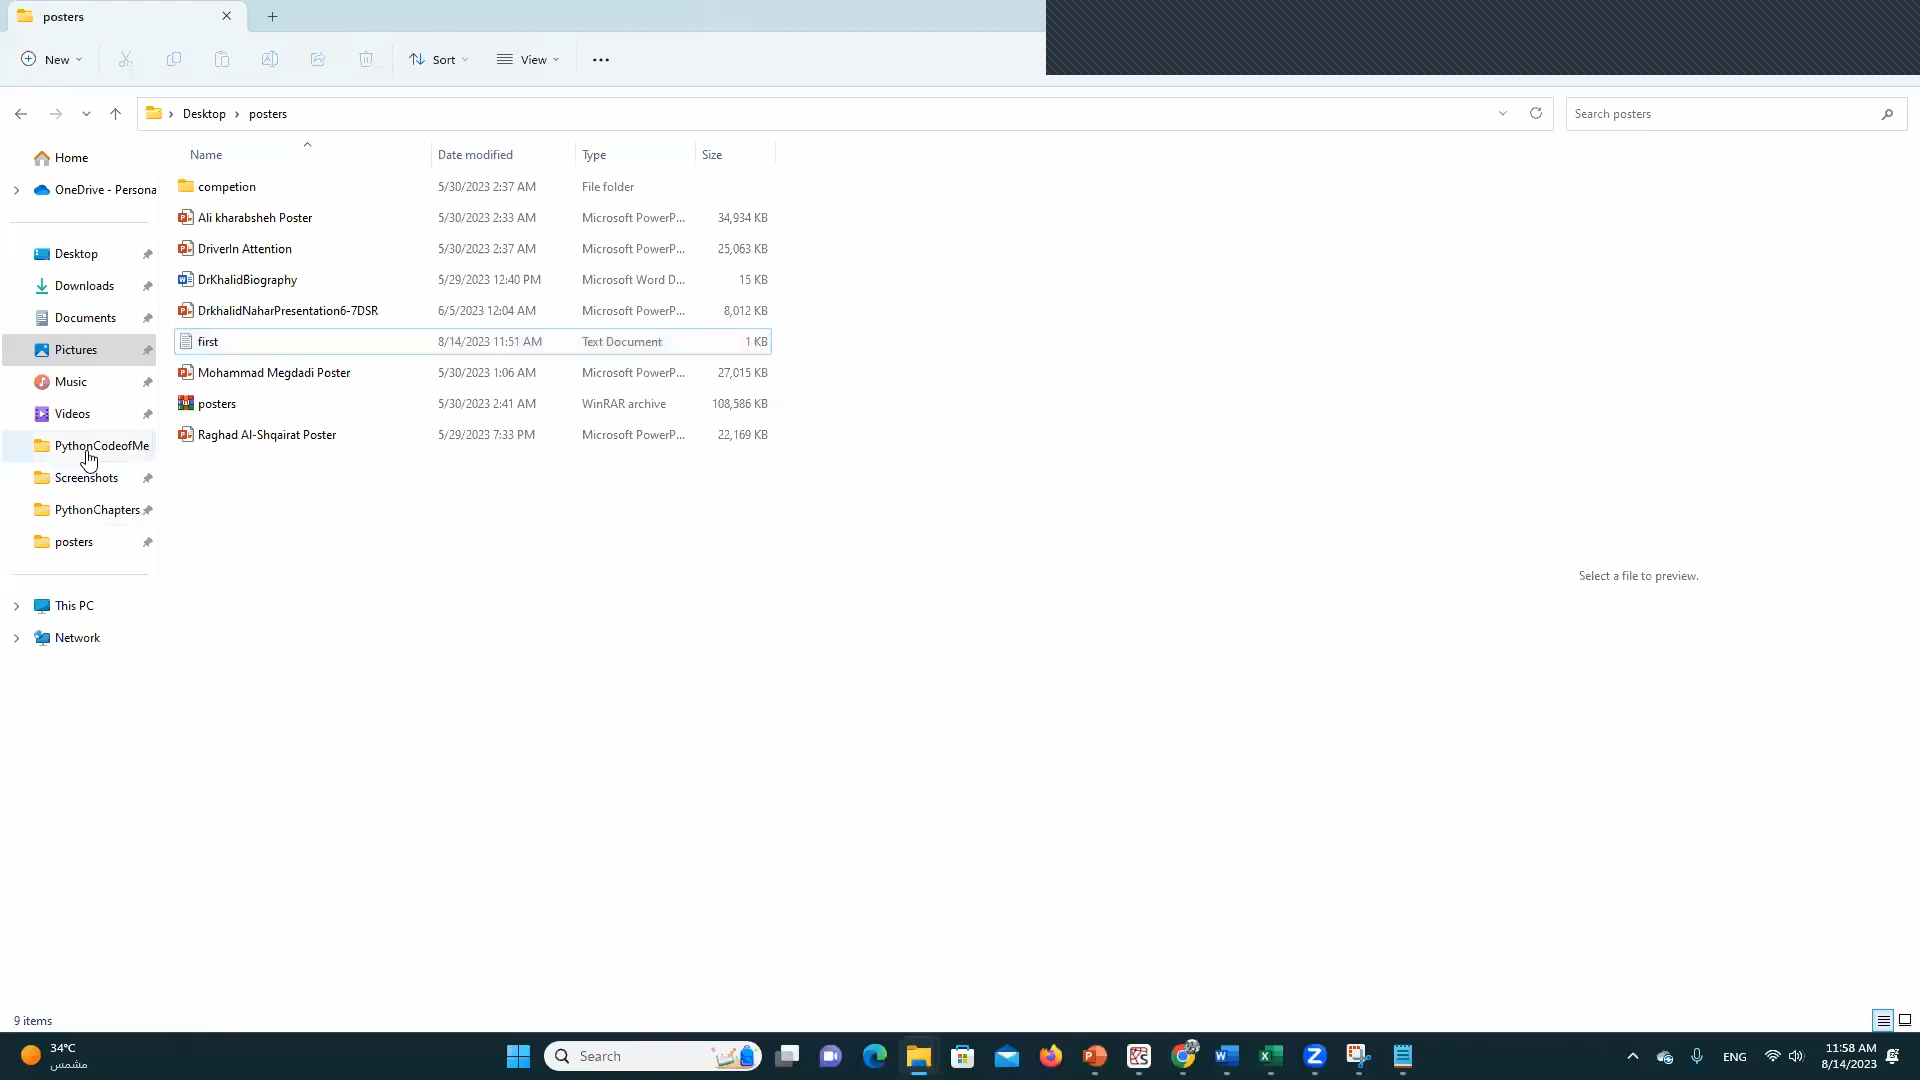 posters
New
Sort
View
Desktop
posters
Search posters
Home
OneDrive - Persona
Desktop
Downloads
Documents
Pictures
Music
Videos
PythonCodeofMe
Screenshots
PythonChapters
posters
This PC
Network
Name Date modified Type Size
competion 5/30/2023 2:37 AM File folder
Ali kharabsheh Poster 5/30/2023 2:33 AM Microsoft PowerP... 34,934 KB
DriverIn Attention 5/30/2023 2:37 AM Microsoft PowerP... 25,063 KB
DrKhalidBiography 5/29/2023 12:40 PM Microsoft Word D... 15 KB
DrkhalidNaharPresentation6-7DSR 6/5/2023 12:04 AM Microsoft PowerP... 8,012 KB
first 8/14/2023 11:51 AM Text Document 1 KB
Mohammad Megdadi Poster 5/30/2023 1:06 AM Microsoft PowerP... 27,015 KB
posters 5/30/2023 2:41 AM WinRAR archive 108,586 KB
Raghad Al-Shqairat Poster 5/29/2023 7:33 PM Microsoft PowerP... 22,169 KB
Select a file to preview.
9 items
34°C
مشمس
Search
ENG
11:58 AM
8/14/2023